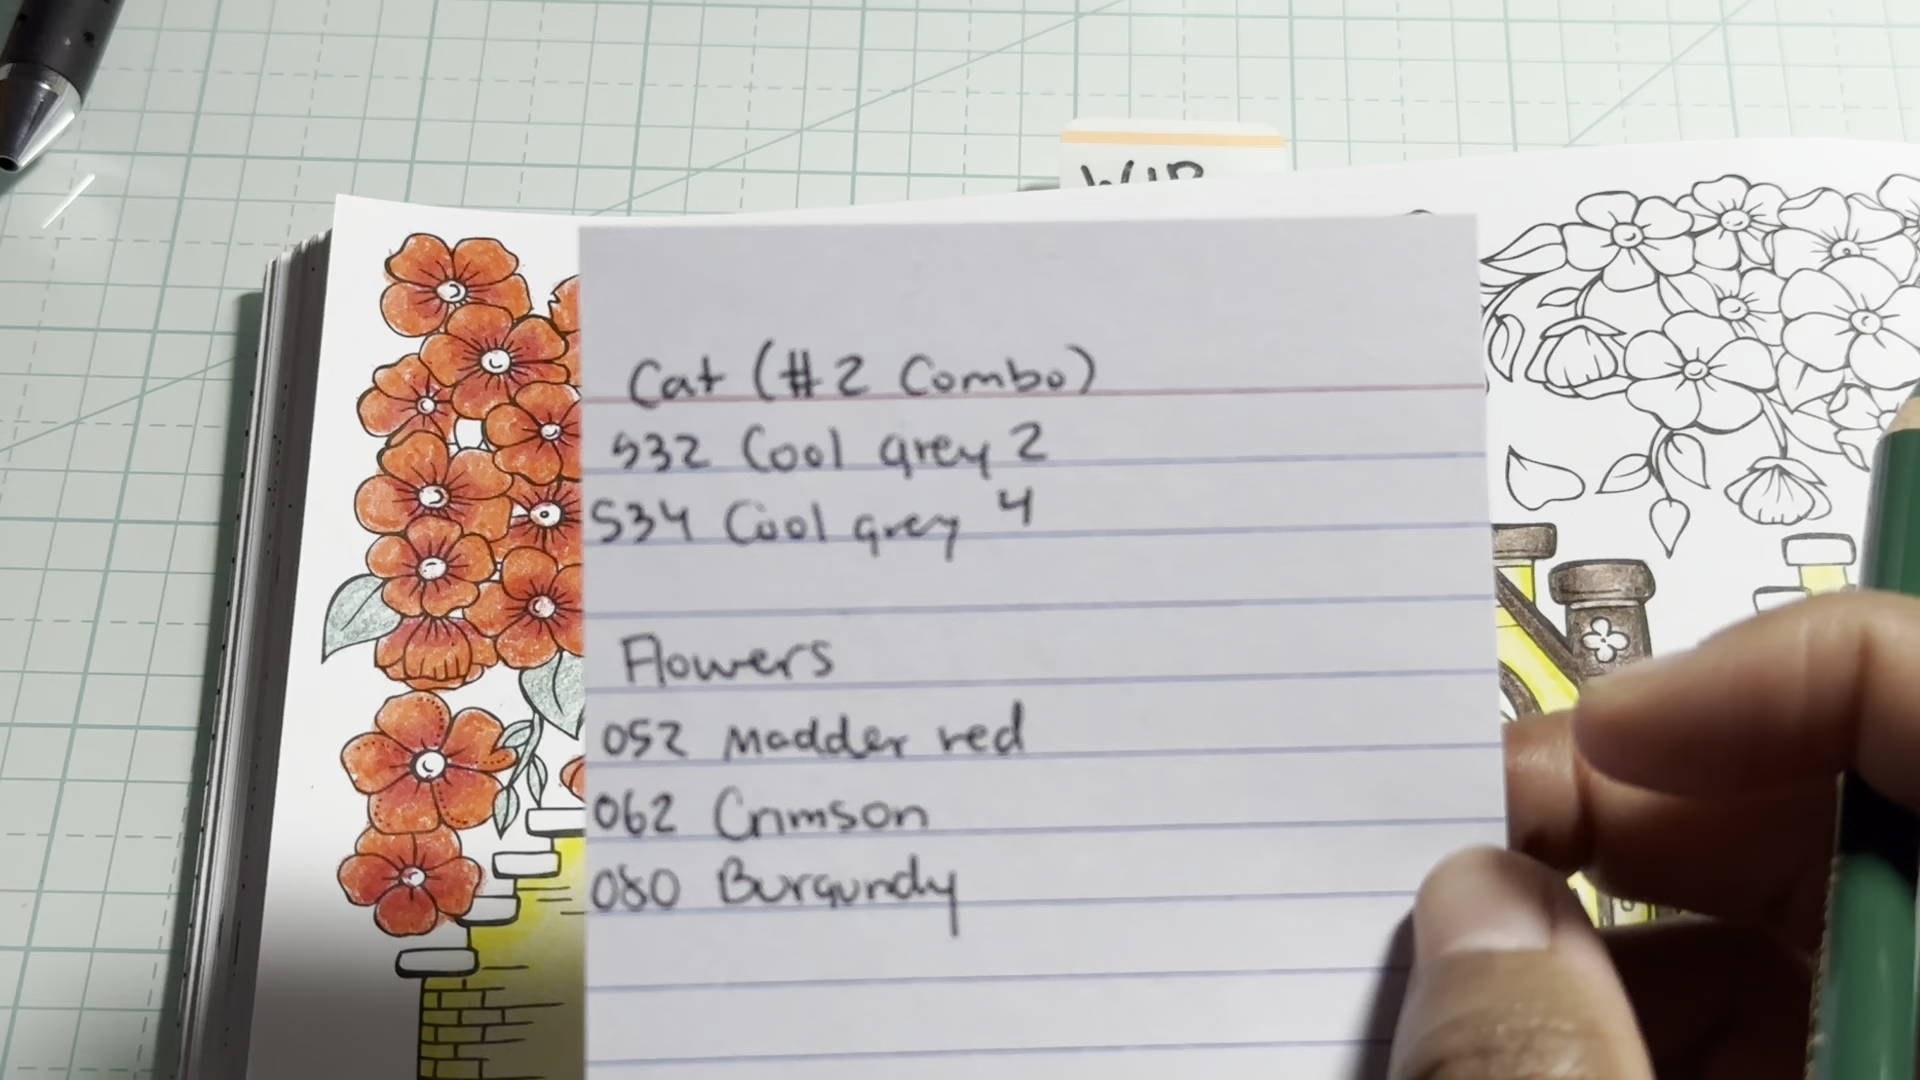 WIP
Cat (#2 Combo)
532 Cool grey 2
534 Cool grey 4
Flowers
052 Madder red
062 Crimson
080 Burgundy